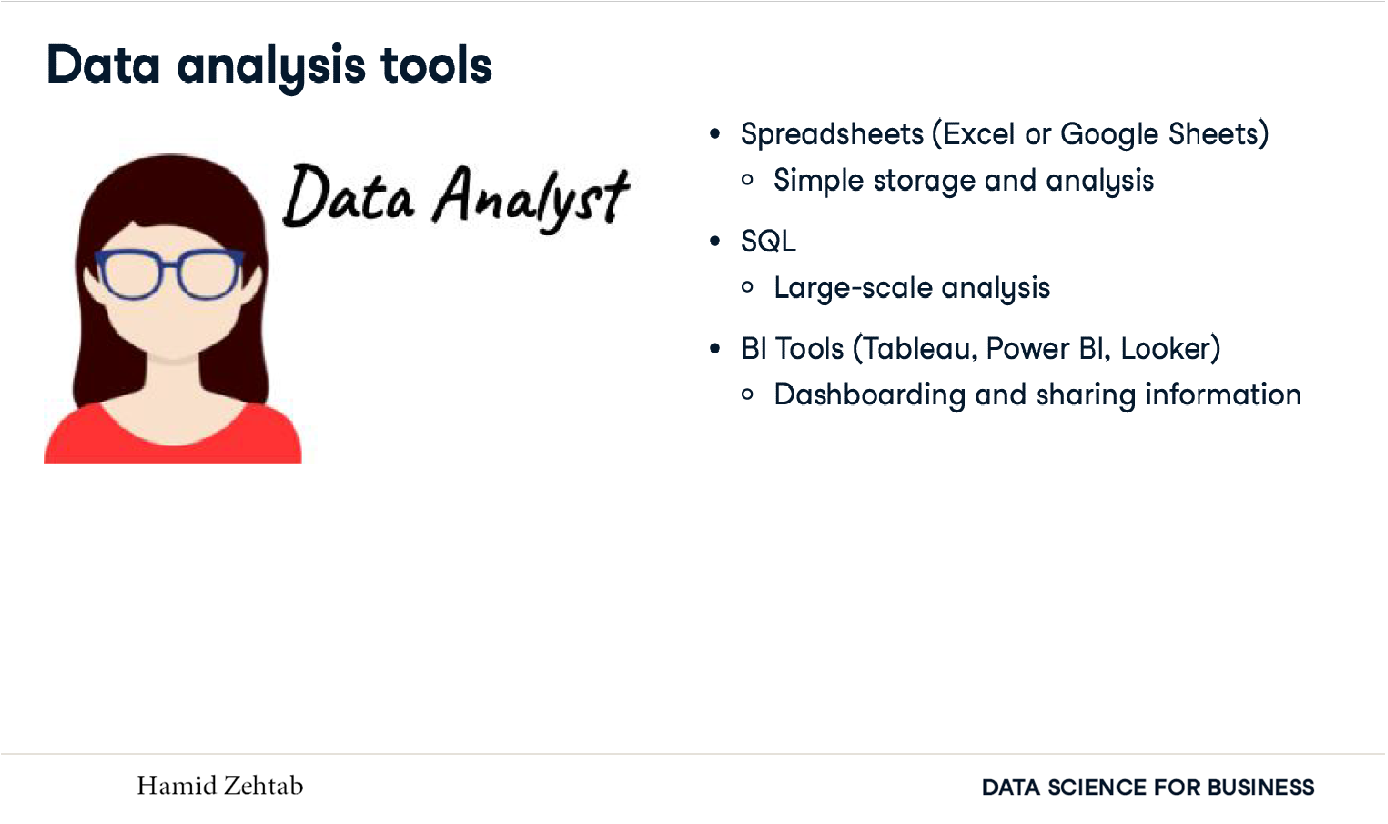 Data analysis tools
Data Analyst
• Spreadsheets (Excel or Google Sheets)
◦ Simple storage and analysis
• SQL
◦ Large-scale analysis
• BI Tools (Tableau, Power BI, Looker)
◦ Dashboarding and sharing information
Hamid Zehtab
DATA SCIENCE FOR BUSINESS